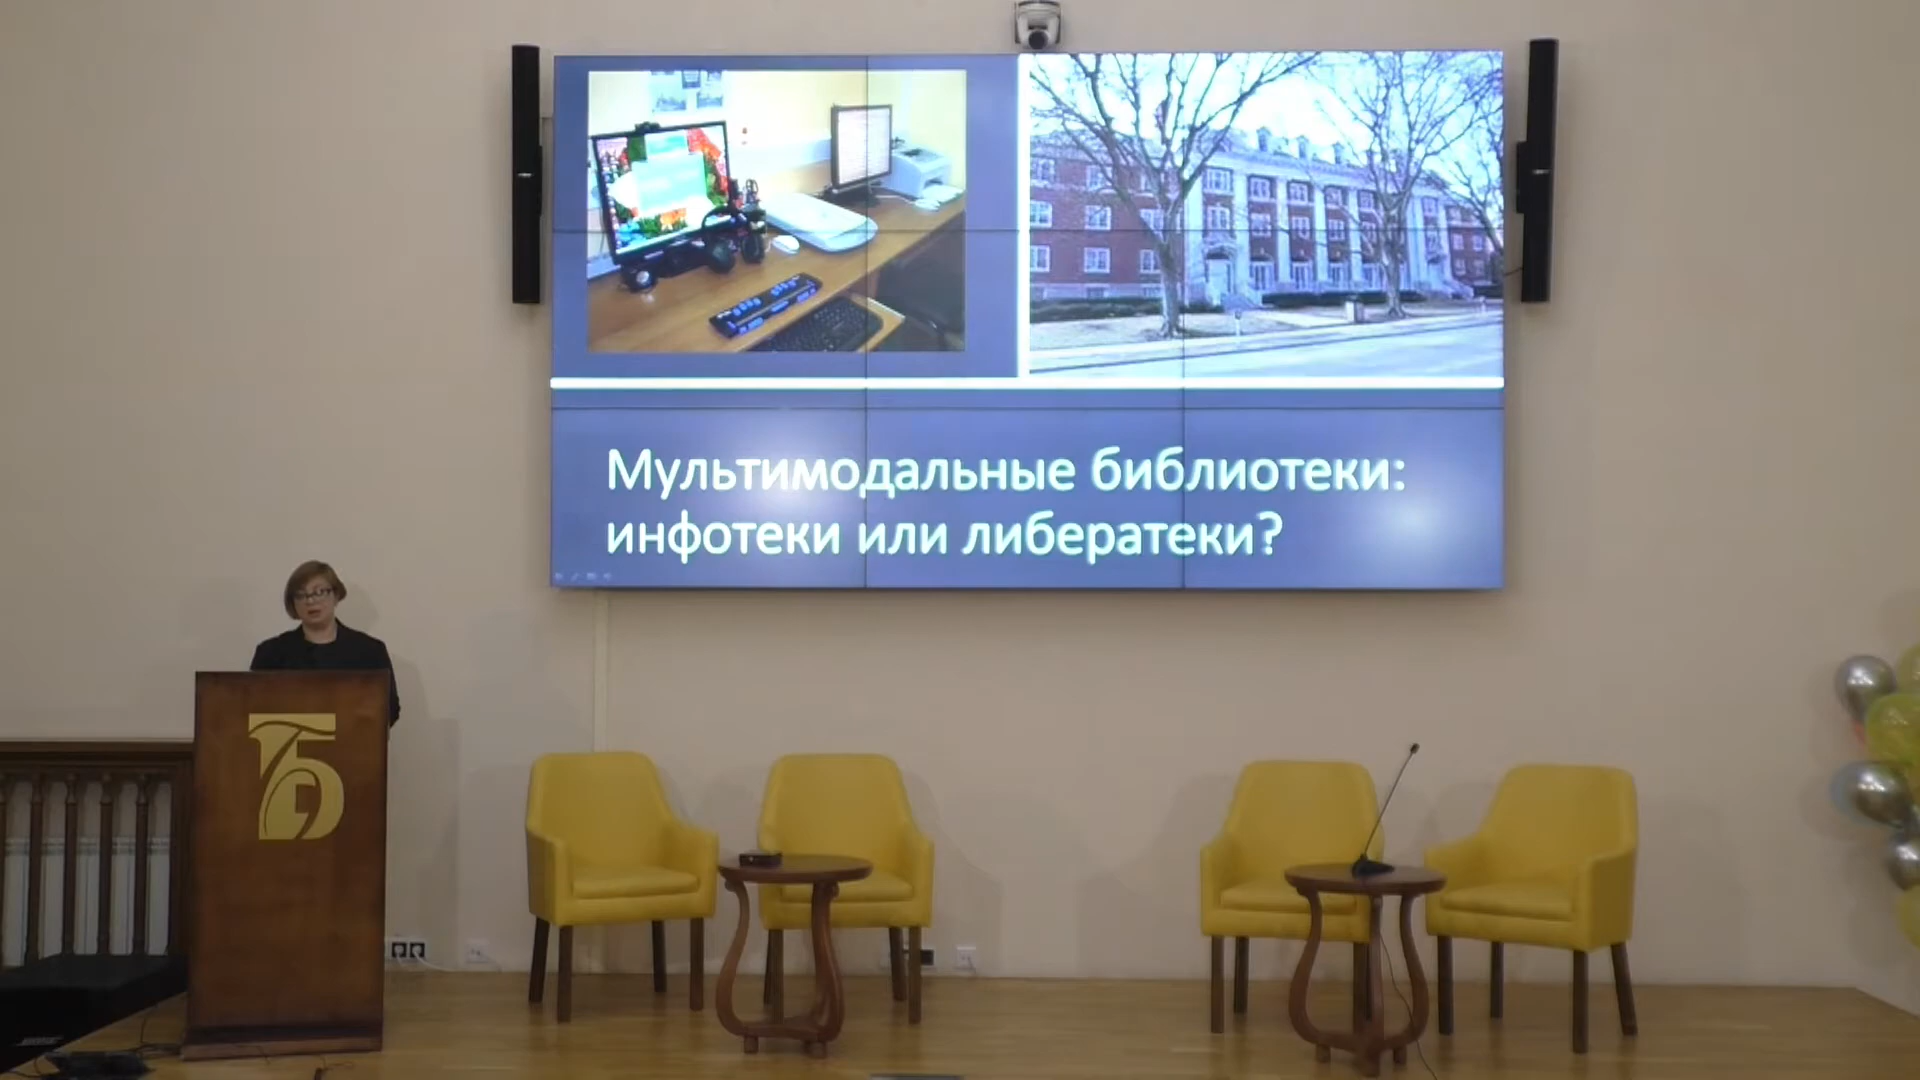 Мультимодальные библиотеки:
инфотеки или либератеки?
Б